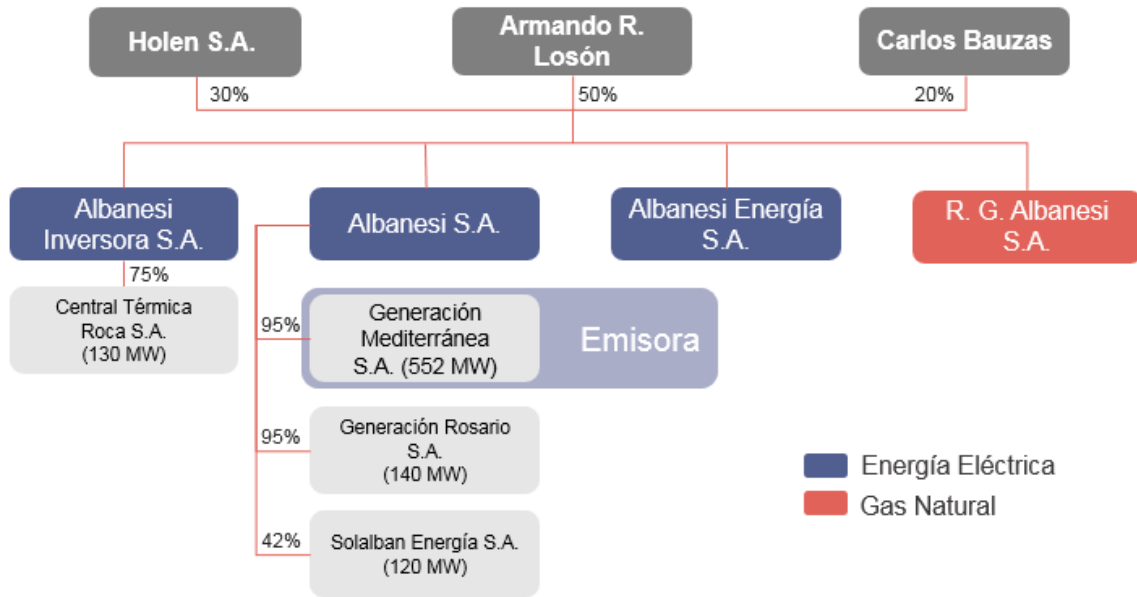 Holen S.A.
Armando R.
Losón
Carlos Bauzas
30%
50%
20%
Albanesi
Inversora S.A.
Albanesi S.A.
Albanesi Energía
S.A.
R. G. Albanesi
S.A.
75%
Central Térmica
Roca S.A.
(130 MW)
95%
Generación
Mediterránea
S.A. (552 MW)
Emisora
95%
Generación Rosario
S.A.
(140 MW)
42%
Solalban Energía S.A.
(120 MW)
Energía Eléctrica
Gas Natural